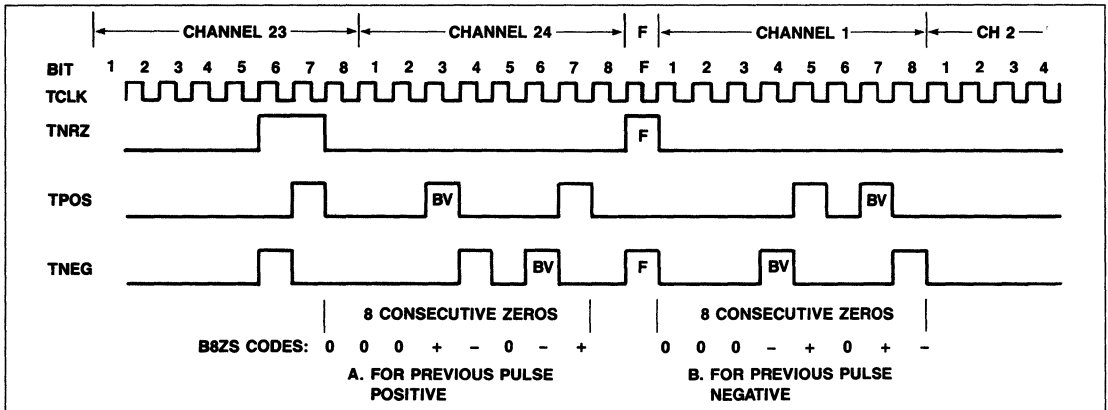 CHANNEL 23 CHANNEL 24 F CHANNEL 1 CH 2
BIT 1 2 3 4 5 6 7 8 1 2 3 4 5 6 7 8 F 1 2 3 4 5 6 7 8 1 2 3 4
TCLK
TNRZ F
TPOS BV BV
TNEG BV F BV
8 CONSECUTIVE ZEROS 8 CONSECUTIVE ZEROS
B8ZS CODES: 0 0 0 + – 0 – + 0 0 0 – + 0 + –
A. FOR PREVIOUS PULSE B. FOR PREVIOUS PULSE
POSITIVE NEGATIVE